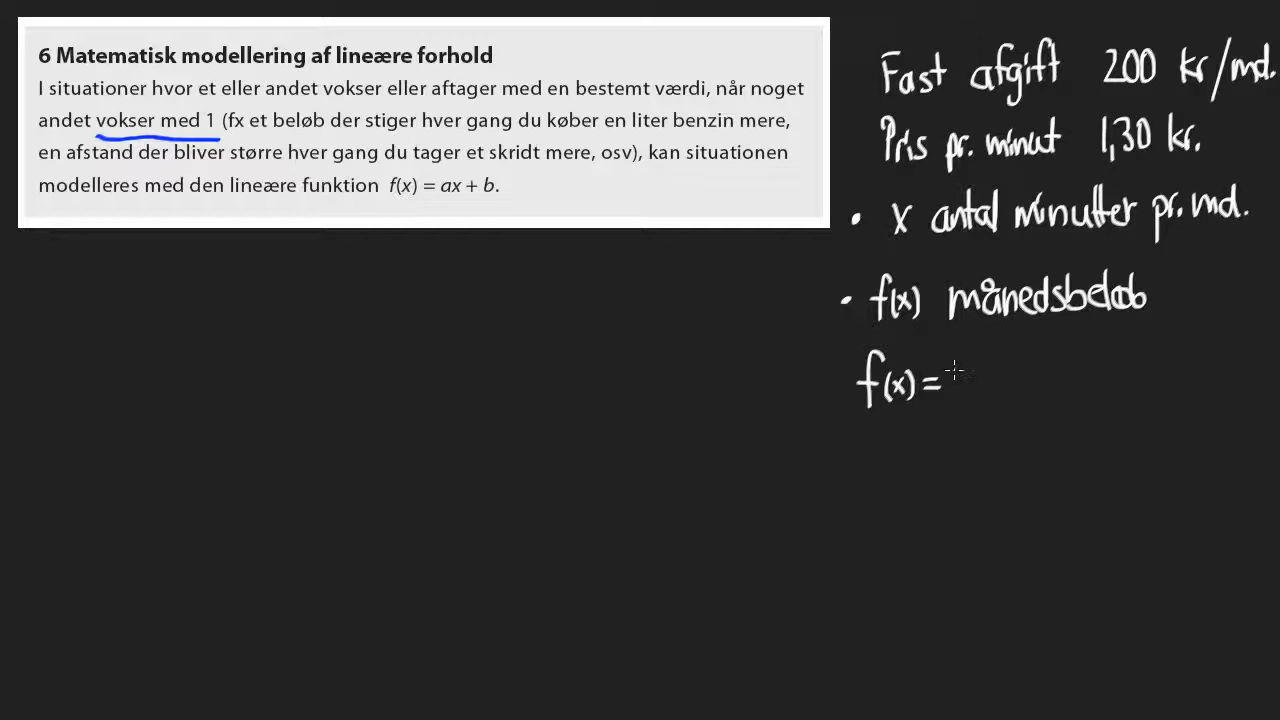 6 Matematisk modellering af lineære forhold
I situationer hvor et eller andet vokser eller aftager med en bestemt værdi, når noget
andet vokser med 1 (fx et beløb der stiger hver gang du køber en liter benzin mere,
en afstand der bliver større hver gang du tager et skridt mere, osv), kan situationen
modelleres med den lineære funktion f(x) = ax + b.
Fast afgift 200 kr/md.
Pris pr. minut 1,30 kr.
• x antal minutter pr. md.
• f(x) månedsbeløb
f(x) =